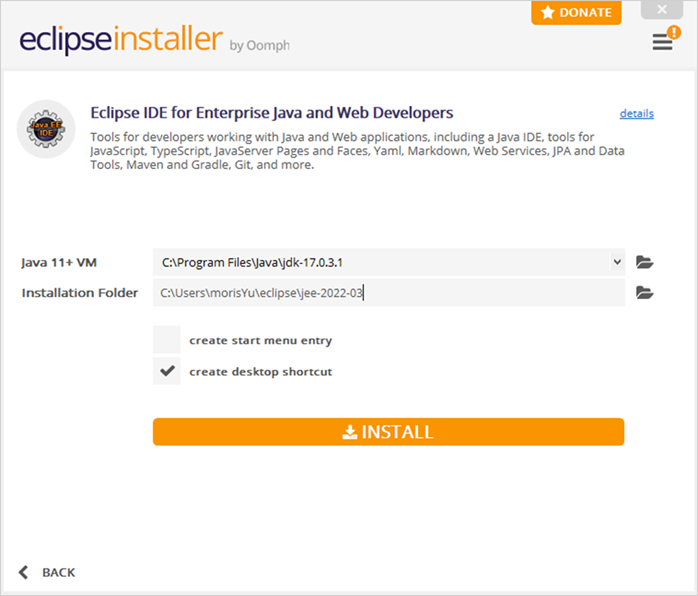 DONATE
eclipseinstaller by Oomph
Eclipse IDE for Enterprise Java and Web Developers
details
Java EE
IDE
Tools for developers working with Java and Web applications, including a Java IDE, tools for
JavaScript, TypeScript, JavaServer Pages and Faces, Yaml, Markdown, Web Services, JPA and Data
Tools, Maven and Gradle, Git, and more.
Java 11+ VM
C:\Program Files\Java\jdk-17.0.3.1
Installation Folder
C:\Users\morisYu\eclipse\jee-2022-03
create start menu entry
create desktop shortcut
INSTALL
BACK